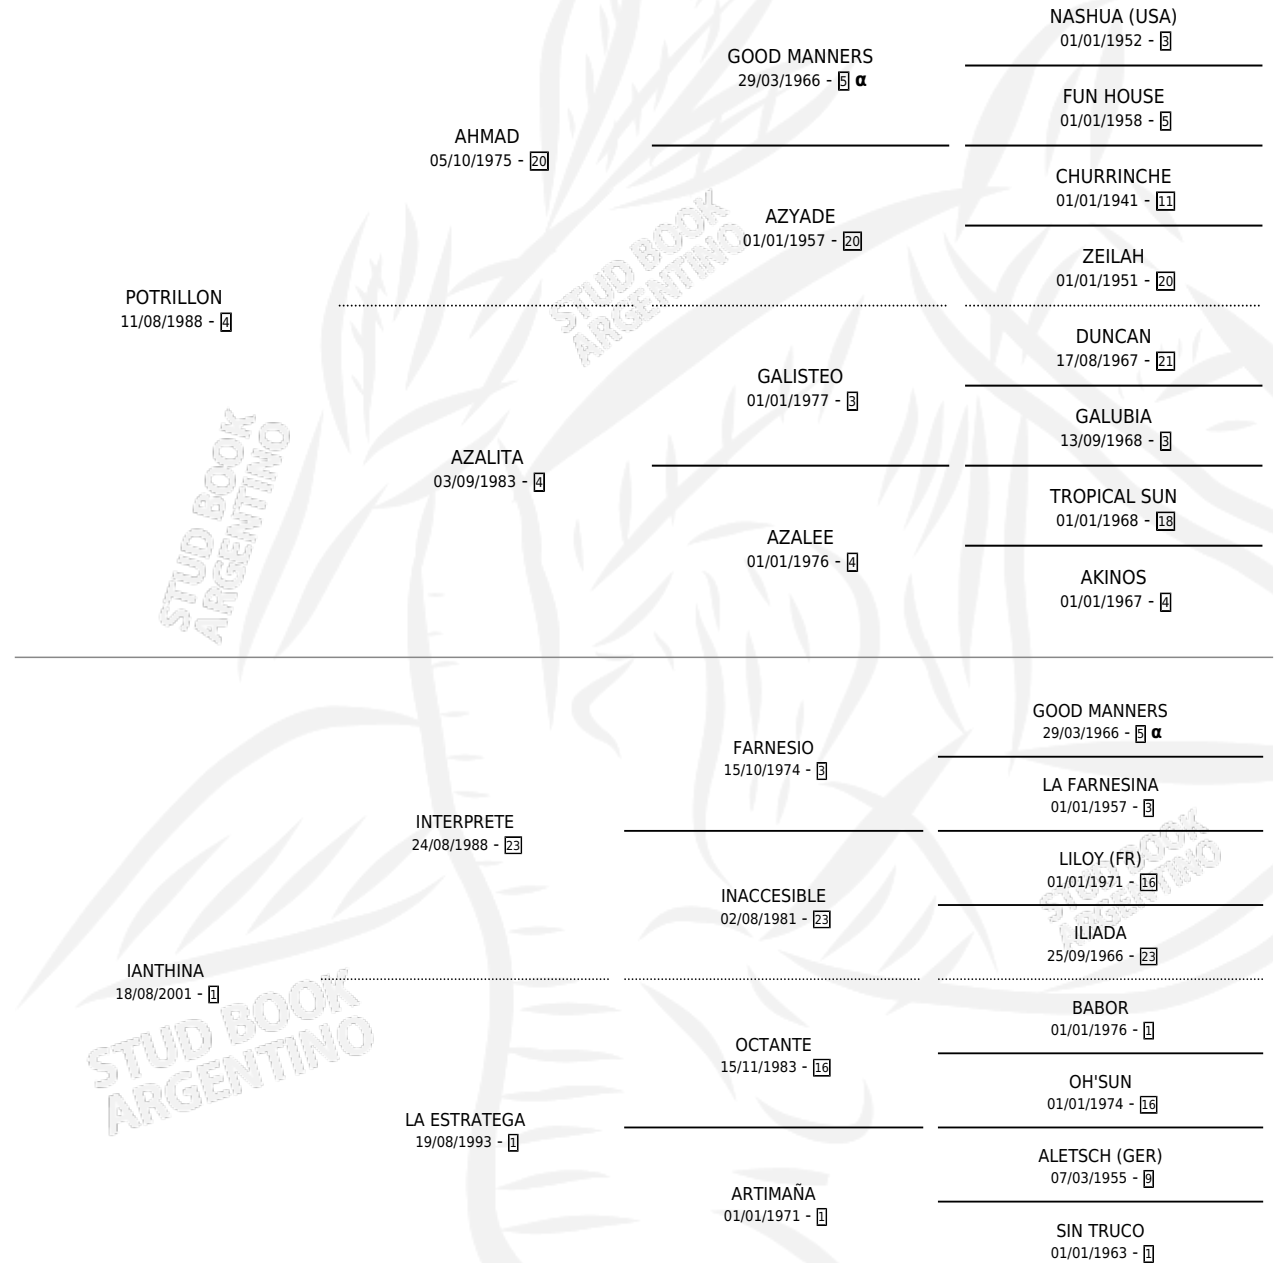 NASHUA (USA)
01/01/1952 - 3
GOOD MANNERS
29/03/1966 - 5 α
FUN HOUSE
01/01/1958 - 5
AHMAD
05/10/1975 - 20
CHURRINCHE
01/01/1941 - 11
AZYADE
01/01/1957 - 20
ZEILAH
01/01/1951 - 20
POTRILLON
11/08/1988 - 4
DUNCAN
17/08/1967 - 21
GALISTEO
01/01/1977 - 3
GALUBIA
13/09/1968 - 3
AZALITA
03/09/1983 - 4
TROPICAL SUN
01/01/1968 - 18
AZALEE
01/01/1976 - 4
AKINOS
01/01/1967 - 4
GOOD MANNERS
29/03/1966 - 5 α
FARNESIO
15/10/1974 - 3
LA FARNESINA
01/01/1957 - 3
INTERPRETE
24/08/1988 - 23
LILOY (FR)
01/01/1971 - 16
INACCESIBLE
02/08/1981 - 23
ILIADA
25/09/1966 - 23
IANTHINA
18/08/2001 - 1
BABOR
01/01/1976 - 1
OCTANTE
15/11/1983 - 16
OH'SUN
01/01/1974 - 16
LA ESTRATEGA
19/08/1993 - 1
ALETSCH (GER)
07/03/1955 - 9
ARTIMAÑA
01/01/1971 - 1
SIN TRUCO
01/01/1963 - 1
STUD BOOK
ARGENTINO
STUD BOOK
ARGENTINO
STUD BOOK
ARGENTINO
STUD BOOK
ARGENTINO